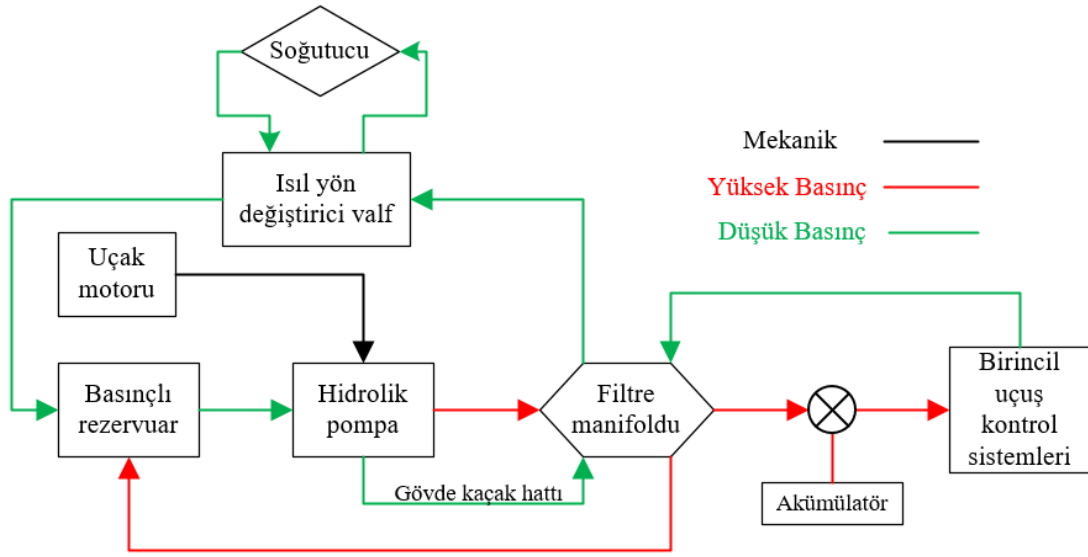 Soğutucu
Isıl yön
değiştirici valf
Mekanik
Yüksek Basınç
Düşük Basınç
Uçak
motoru
Basınçlı
rezervuar
Hidrolik
pompa
Filtre
manifoldu
Birincil
uçuş
kontrol
sistemleri
Gövde kaçak hattı
Akümülatör